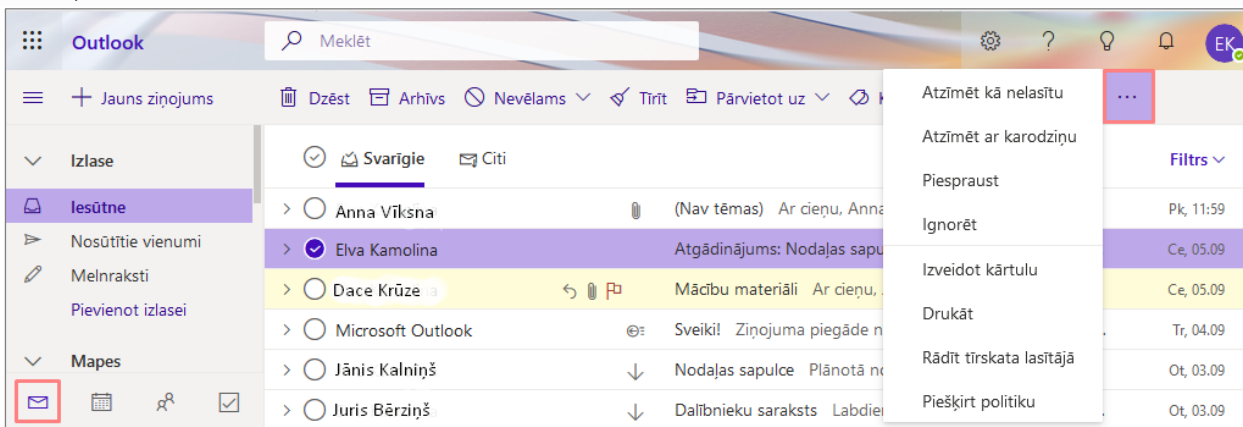 Outlook
Meklēt
EK
Jauns ziņojums
Dzēst Arhīvs Nevēlams Tīrīt Pārvietot uz
Atzīmēt kā nelasītu
Atzīmēt ar karodziņu
Piespraust
Ignorēt
Izveidot kārtulu
Drukāt
Rādīt tīrskata lasītājā
Piešķirt politiku
Izlase
Svarīgie Citi
Filtrs
Iesūtne
Anna Vīksna (Nav tēmas) Ar cieņu, Anna Pk, 11:59
Nosūtītie vienumi
Elva Kamolina Atgādinājums: Nodaļas Ce, 05.09
Melnraksti
Dace Krūze Mācību materiāli Ar cieņu, Ce, 05.09
Pievienot izlasei
Microsoft Outlook Sveiki! Ziņojuma piegāde Tr, 04.09
Mapes
Jānis Kalniņš Nodaļas sapulce Plānotā Ot, 03.09
Juris Bērziņš Dalībnieku saraksts Ot, 03.09